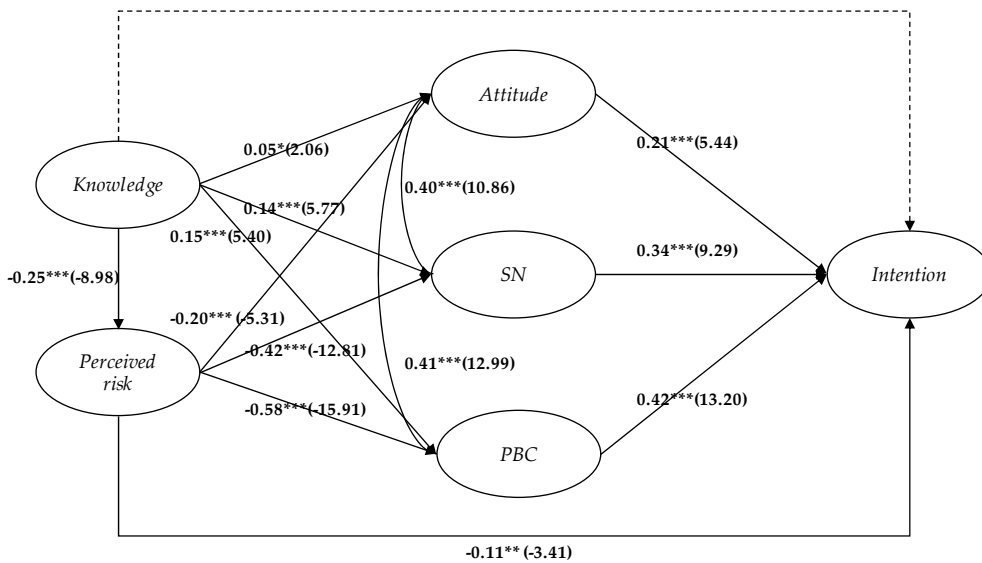 Attitude
0.05*(2.06)
0.21***(5.44)
Knowledge
0.40***(10.86)
0.14***(5.77)
0.15***(5.40)
0.34***(9.29)
-0.25***(-8.98)
SN
Intention
-0.20***(-5.31)
-0.42***(-12.81)
Perceived
risk
0.41***(12.99)
-0.58***(-15.91)
0.42***(13.20)
PBC
-0.11**(-3.41)